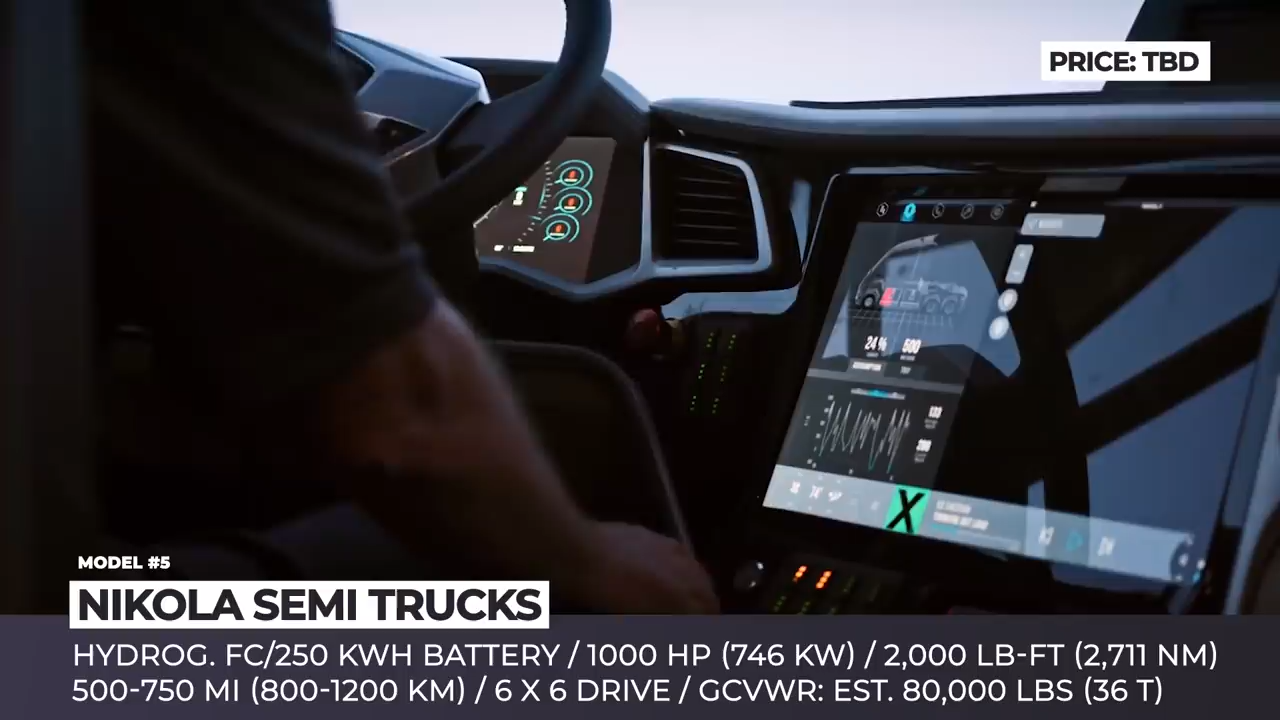 PRICE: TBD
24 %
500
X
MODEL #5
NIKOLA SEMI TRUCKS
HYDROG. FC/250 KWH BATTERY / 1000 HP (746 KW) / 2,000 LB-FT (2,711 NM)
500-750 MI (800-1200 KM) / 6 X 6 DRIVE / GCVWR: EST. 80,000 LBS (36 T)